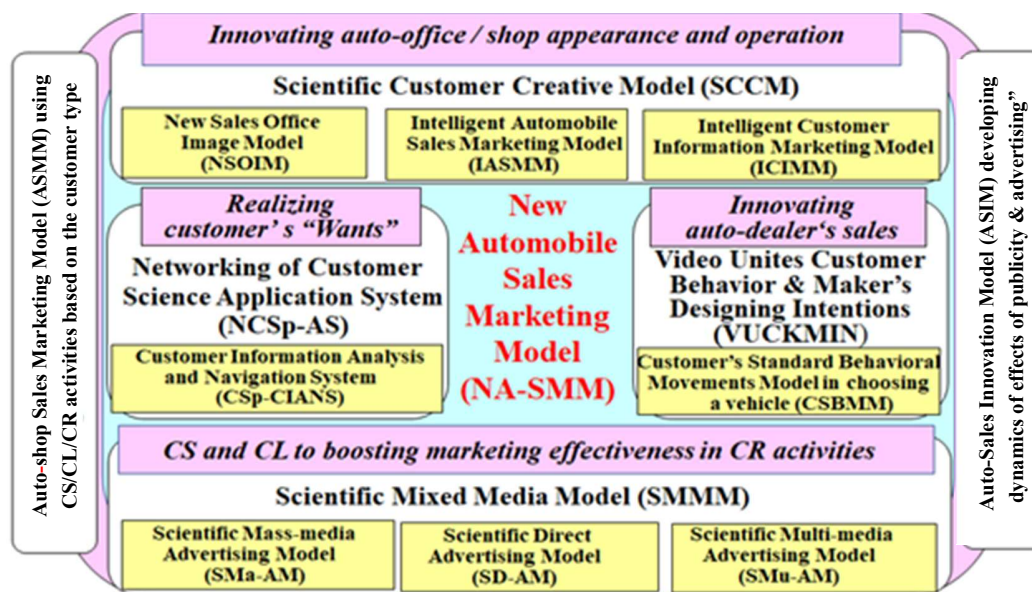 Innovating auto-office / shop appearance and operation
Scientific Customer Creative Model (SCCM)
New Sales Office
Image Model
(NSOIM)
Intelligent Automobile
Sales Marketing Model
(IASMM)
Intelligent Customer
Information Marketing Model
(ICIMM)
Auto-shop Sales Marketing Model (ASMM) using
CS/CL/CR activities based on the customer type
Realizing
customer’s “Wants”
Networking of Customer
Science Application System
(NCSp-AS)
Customer Information Analysis
and Navigation System
(CSp-CIANS)
New
Automobile
Sales
Marketing
Model
(NA-SMM)
Innovating
auto-dealer‘s sales
Video Unites Customer
Behavior & Maker’s
Designing Intentions
(VUCKMIN)
Customer’s Standard Behavioral
Movements Model in choosing
a vehicle (CSBMM)
Auto-Sales Innovation Model (ASIM) developing
dynamics of effects of publicity & advertising”
CS and CL to boosting marketing effectiveness in CR activities
Scientific Mixed Media Model (SMMM)
Scientific Mass-media
Advertising Model
(SMa-AM)
Scientific Direct
Advertising Model
(SD-AM)
Scientific Multi-media
Advertising Model
(SMu-AM)